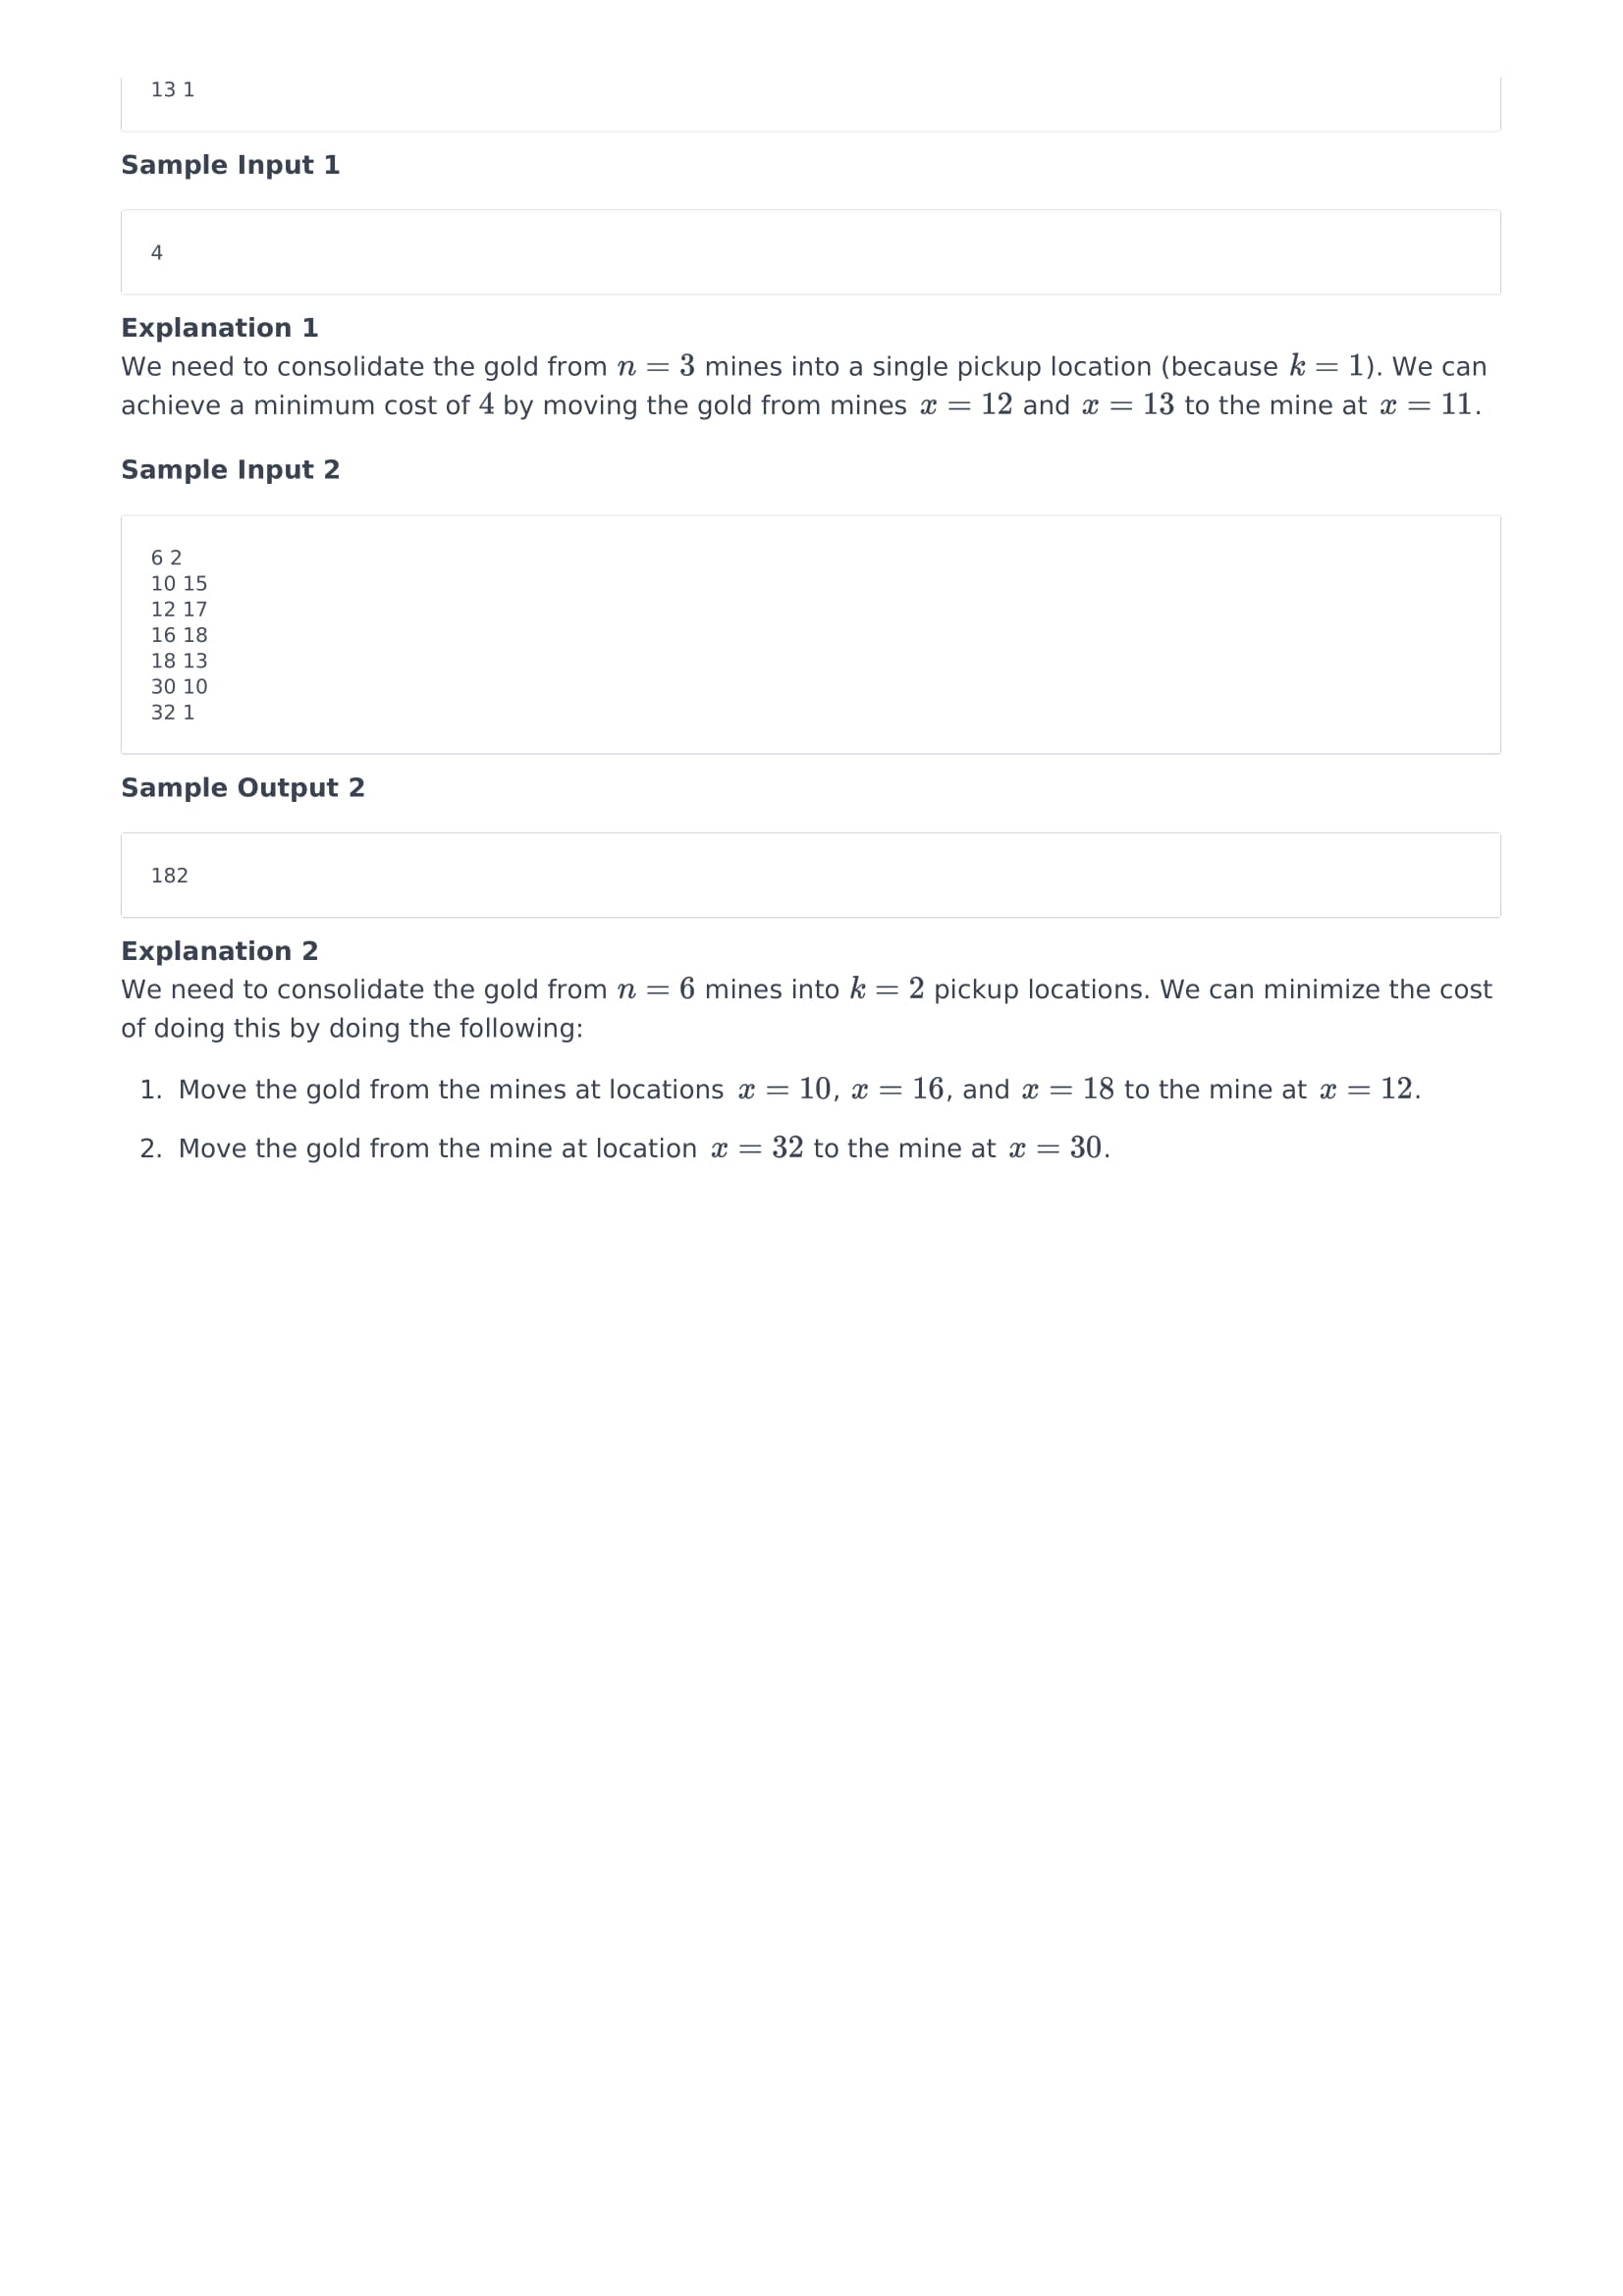 13 1
Sample Input 1
4
Explanation 1
We need to consolidate the gold from n = 3 mines into a single pickup location (because k = 1). We can
achieve a minimum cost of 4 by moving the gold from mines x = 12 and x = 13 to the mine at x = 11.
Sample Input 2
6 2
10 15
12 17
16 18
18 13
30 10
32 1
Sample Output 2
182
Explanation 2
We need to consolidate the gold from n = 6 mines into k = 2 pickup locations. We can minimize the cost
of doing this by doing the following:
1. Move the gold from the mines at locations x = 10, x = 16, and x = 18 to the mine at x = 12.
2. Move the gold from the mine at location x = 32 to the mine at x = 30.